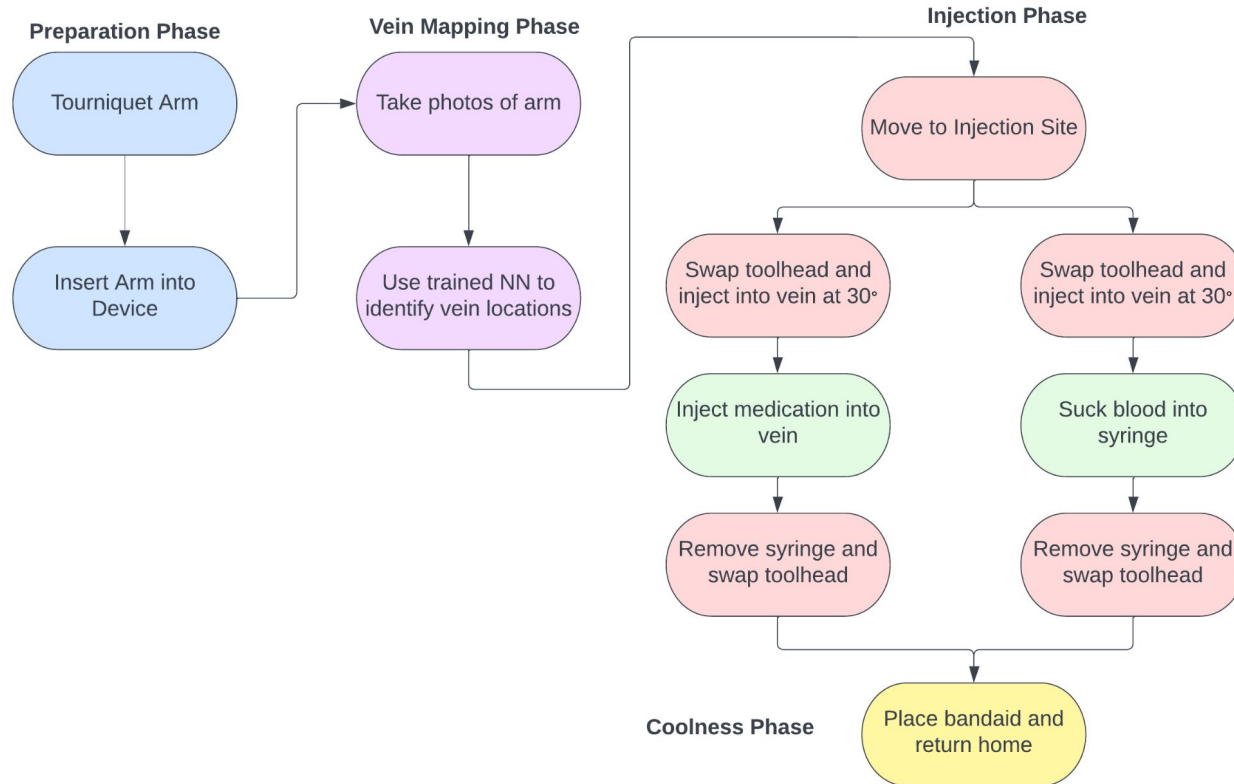 Preparation Phase
Tourniquet Arm
Insert Arm into
Device
Vein Mapping Phase
Take photos of arm
Use trained NN to
identify vein locations
Injection Phase
Move to Injection Site
Swap toolhead and
inject into vein at 30°
Inject medication into
vein
Remove syringe and
swap toolhead
Swap toolhead and
inject into vein at 30°
Suck blood into
syringe
Remove syringe and
swap toolhead
Coolness Phase
Place bandaid and
return home